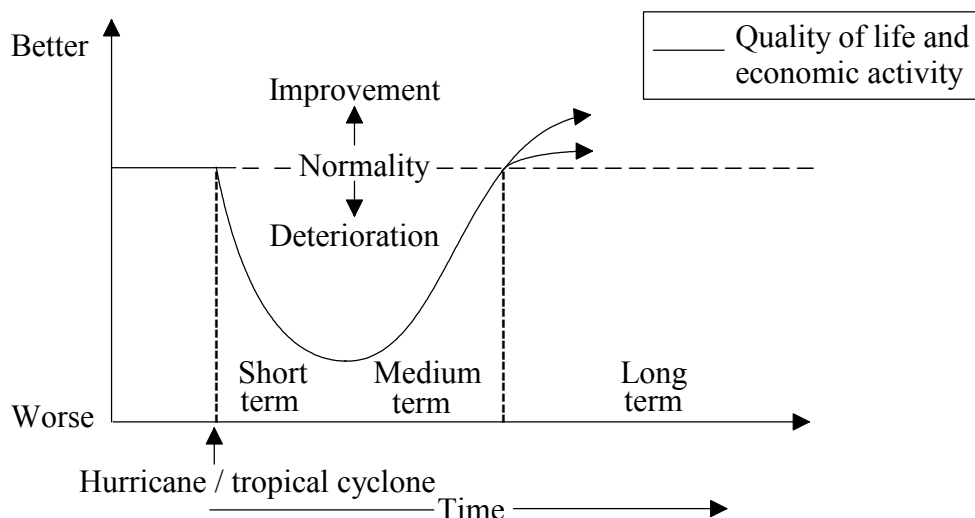 Better
Quality of life and
economic activity
Improvement
Normality
Deterioration
Short
term
Medium
term
Long
term
Worse
Hurricane / tropical cyclone
Time